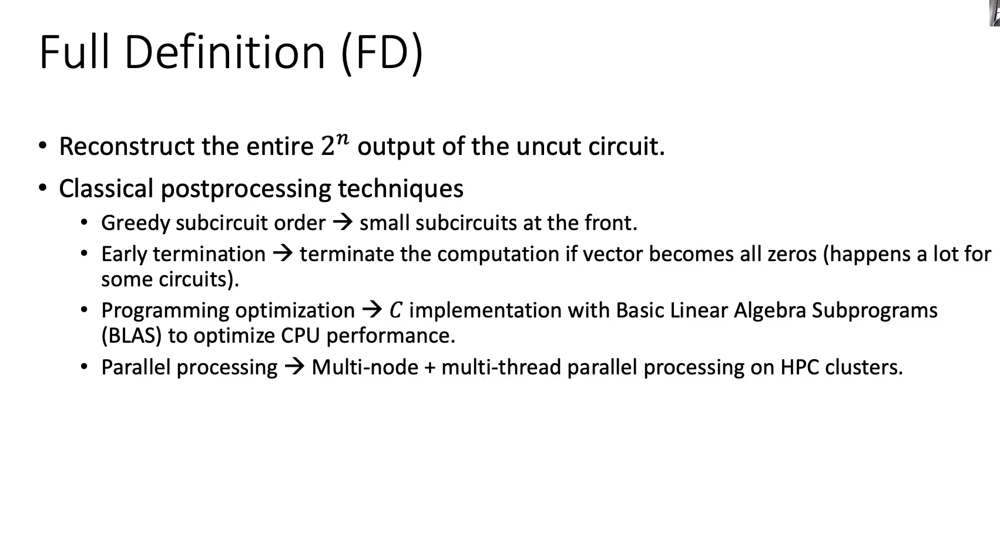 Full Definition (FD)
• Reconstruct the entire 2ⁿ output of the uncut circuit.
• Classical postprocessing techniques
• Greedy subcircuit order → small subcircuits at the front.
• Early termination → terminate the computation if vector becomes all zeros (happens a lot for
some circuits).
• Programming optimization → C implementation with Basic Linear Algebra Subprograms
(BLAS) to optimize CPU performance.
• Parallel processing → Multi-node + multi-thread parallel processing on HPC clusters.